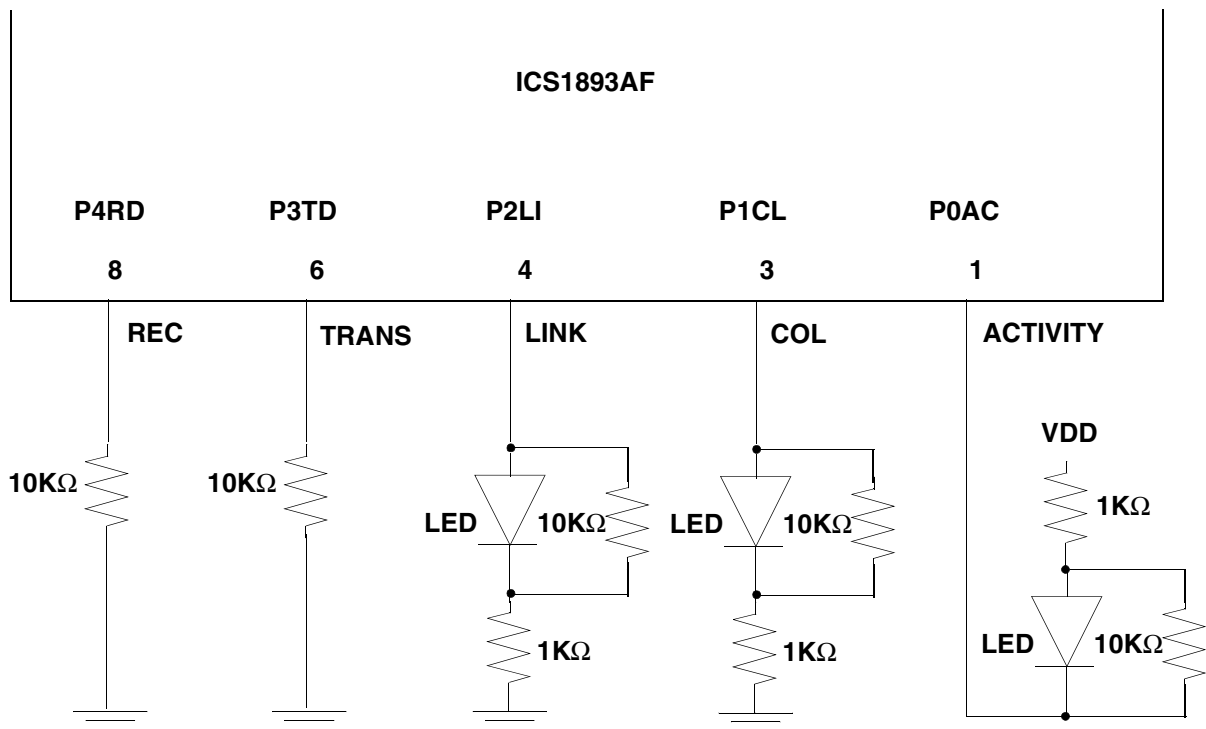 ICS1893AF
P4RD P3TD P2LI P1CL P0AC
8 6 4 3 1
REC TRANS LINK COL ACTIVITY
VDD
10KΩ 10KΩ
1KΩ
LED 10KΩ LED 10KΩ
1KΩ 1KΩ
LED 10KΩ